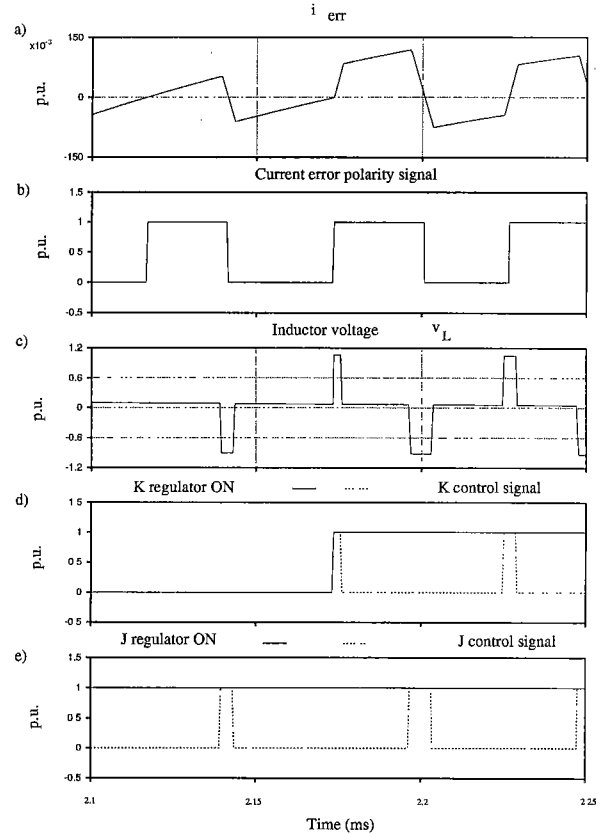 i err
a)
x10⁻³
150
0
-150
p.u.
Current error polarity signal
b)
1.5
1
0.5
0
-0.5
p.u.
Inductor voltage v L
c)
1.2
0.6
0
-0.6
-1.2
p.u.
K regulator ON K control signal
d)
1.5
1
0.5
0
-0.5
p.u.
J regulator ON J control signal
e)
1.5
1
0.5
0
-0.5
p.u.
2.1 2.15 2.2 2.25
Time (ms)